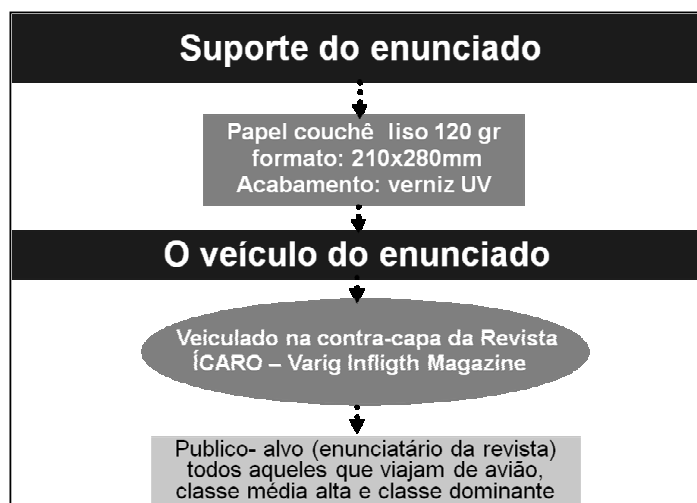 Suporte do enunciado
Papel couchê liso 120 gr
formato: 210x280mm
Acabamento: verniz UV
O veículo do enunciado
Veiculado na contra-capa da Revista
ÍCARO – Varig Infligth Magazine
Publico- alvo (enunciatário da revista)
todos aqueles que viajam de avião,
classe média alta e classe dominante